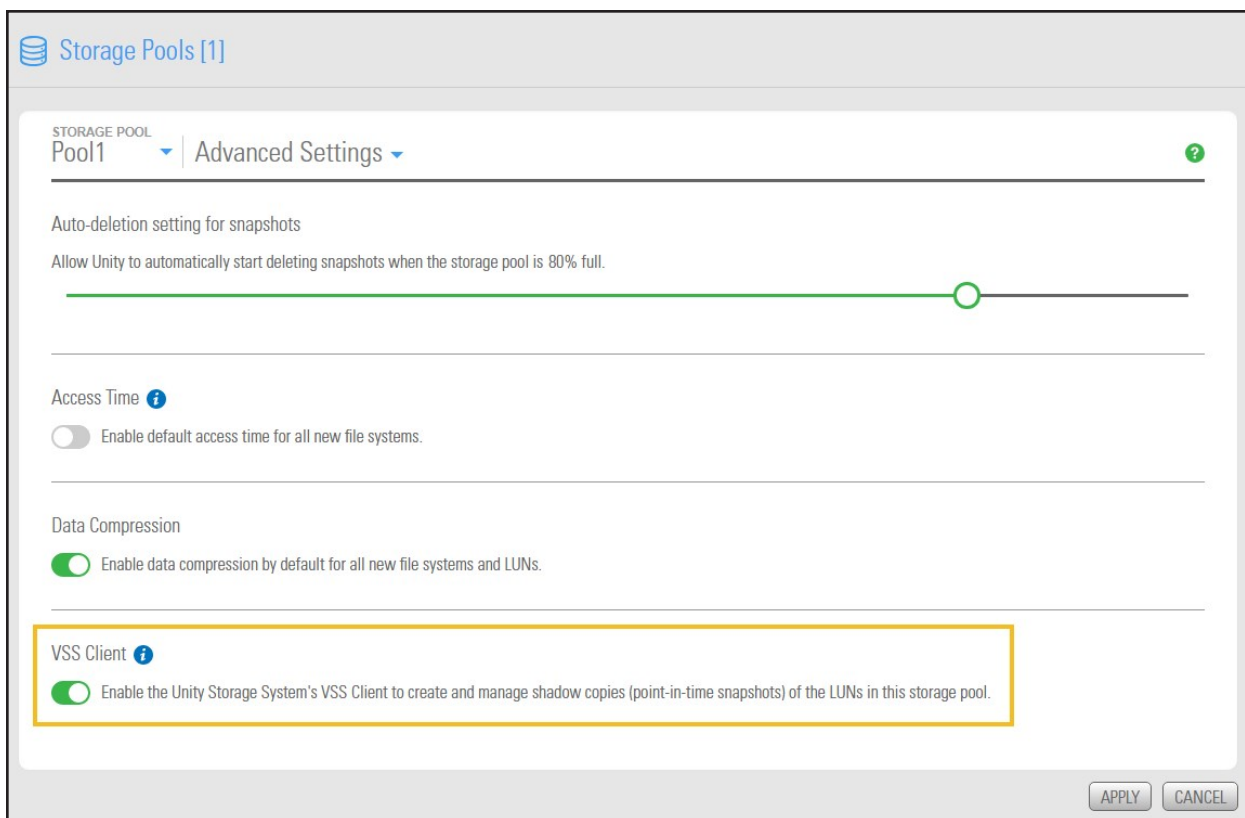 Storage Pools [1]
STORAGE POOL
Pool1
Advanced Settings
?
Auto-deletion setting for snapshots
Allow Unity to automatically start deleting snapshots when the storage pool is 80% full.
Access Time i
Enable default access time for all new file systems.
Data Compression
Enable data compression by default for all new file systems and LUNs.
VSS Client i
Enable the Unity Storage System's VSS Client to create and manage shadow copies (point-in-time snapshots) of the LUNs in this storage pool.
APPLY CANCEL